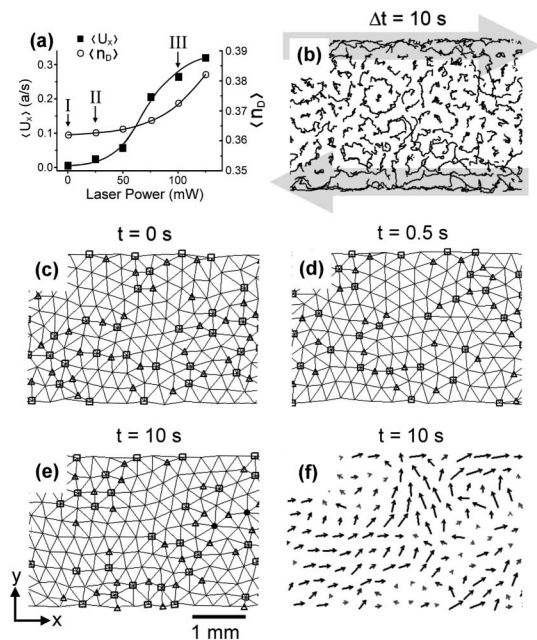 (a)
■ ⟨Uₓ⟩
○ ⟨n_D⟩
III
0.3
0.39
⟨Uₓ⟩ (a/s)
0.2
I
II
0.38
0.37
⟨n_D⟩
0.1
0.36
0.0
0.35
0
50
100
Laser Power (mW)
Δt = 10 s
(b)
t = 0 s
(c)
t = 0.5 s
(d)
t = 10 s
(e)
t = 10 s
(f)
y
x
1 mm